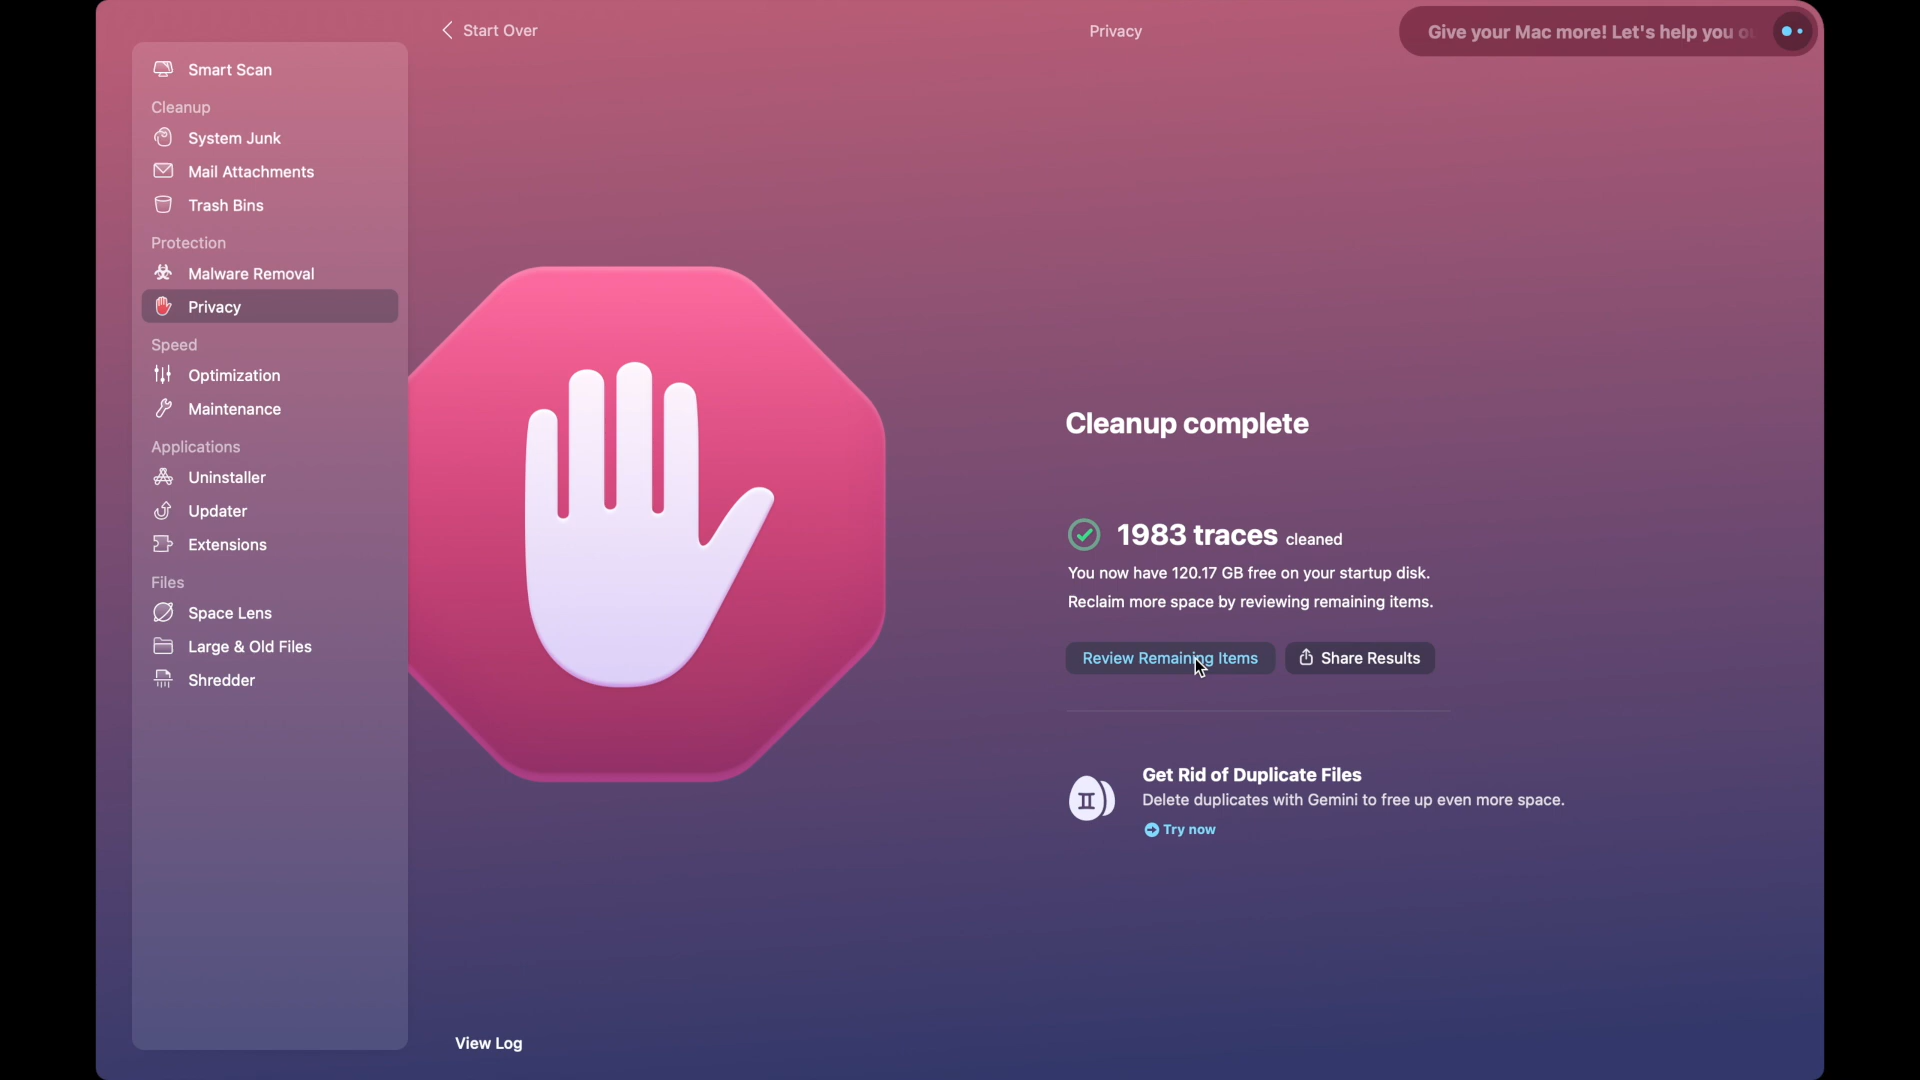 Start Over
Privacy
Give your Mac more! Let's help you
Smart Scan
Cleanup
System Junk
Mail Attachments
Trash Bins
Protection
Malware Removal
Privacy
Speed
Optimization
Maintenance
Applications
Uninstaller
Updater
Extensions
Files
Space Lens
Large & Old Files
Shredder
Cleanup complete
1983 traces cleaned
You now have 120.17 GB free on your startup disk.
Reclaim more space by reviewing remaining items.
Review Remaining Items
Share Results
Get Rid of Duplicate Files
Delete duplicates with Gemini to free up even more space.
Try now
View Log